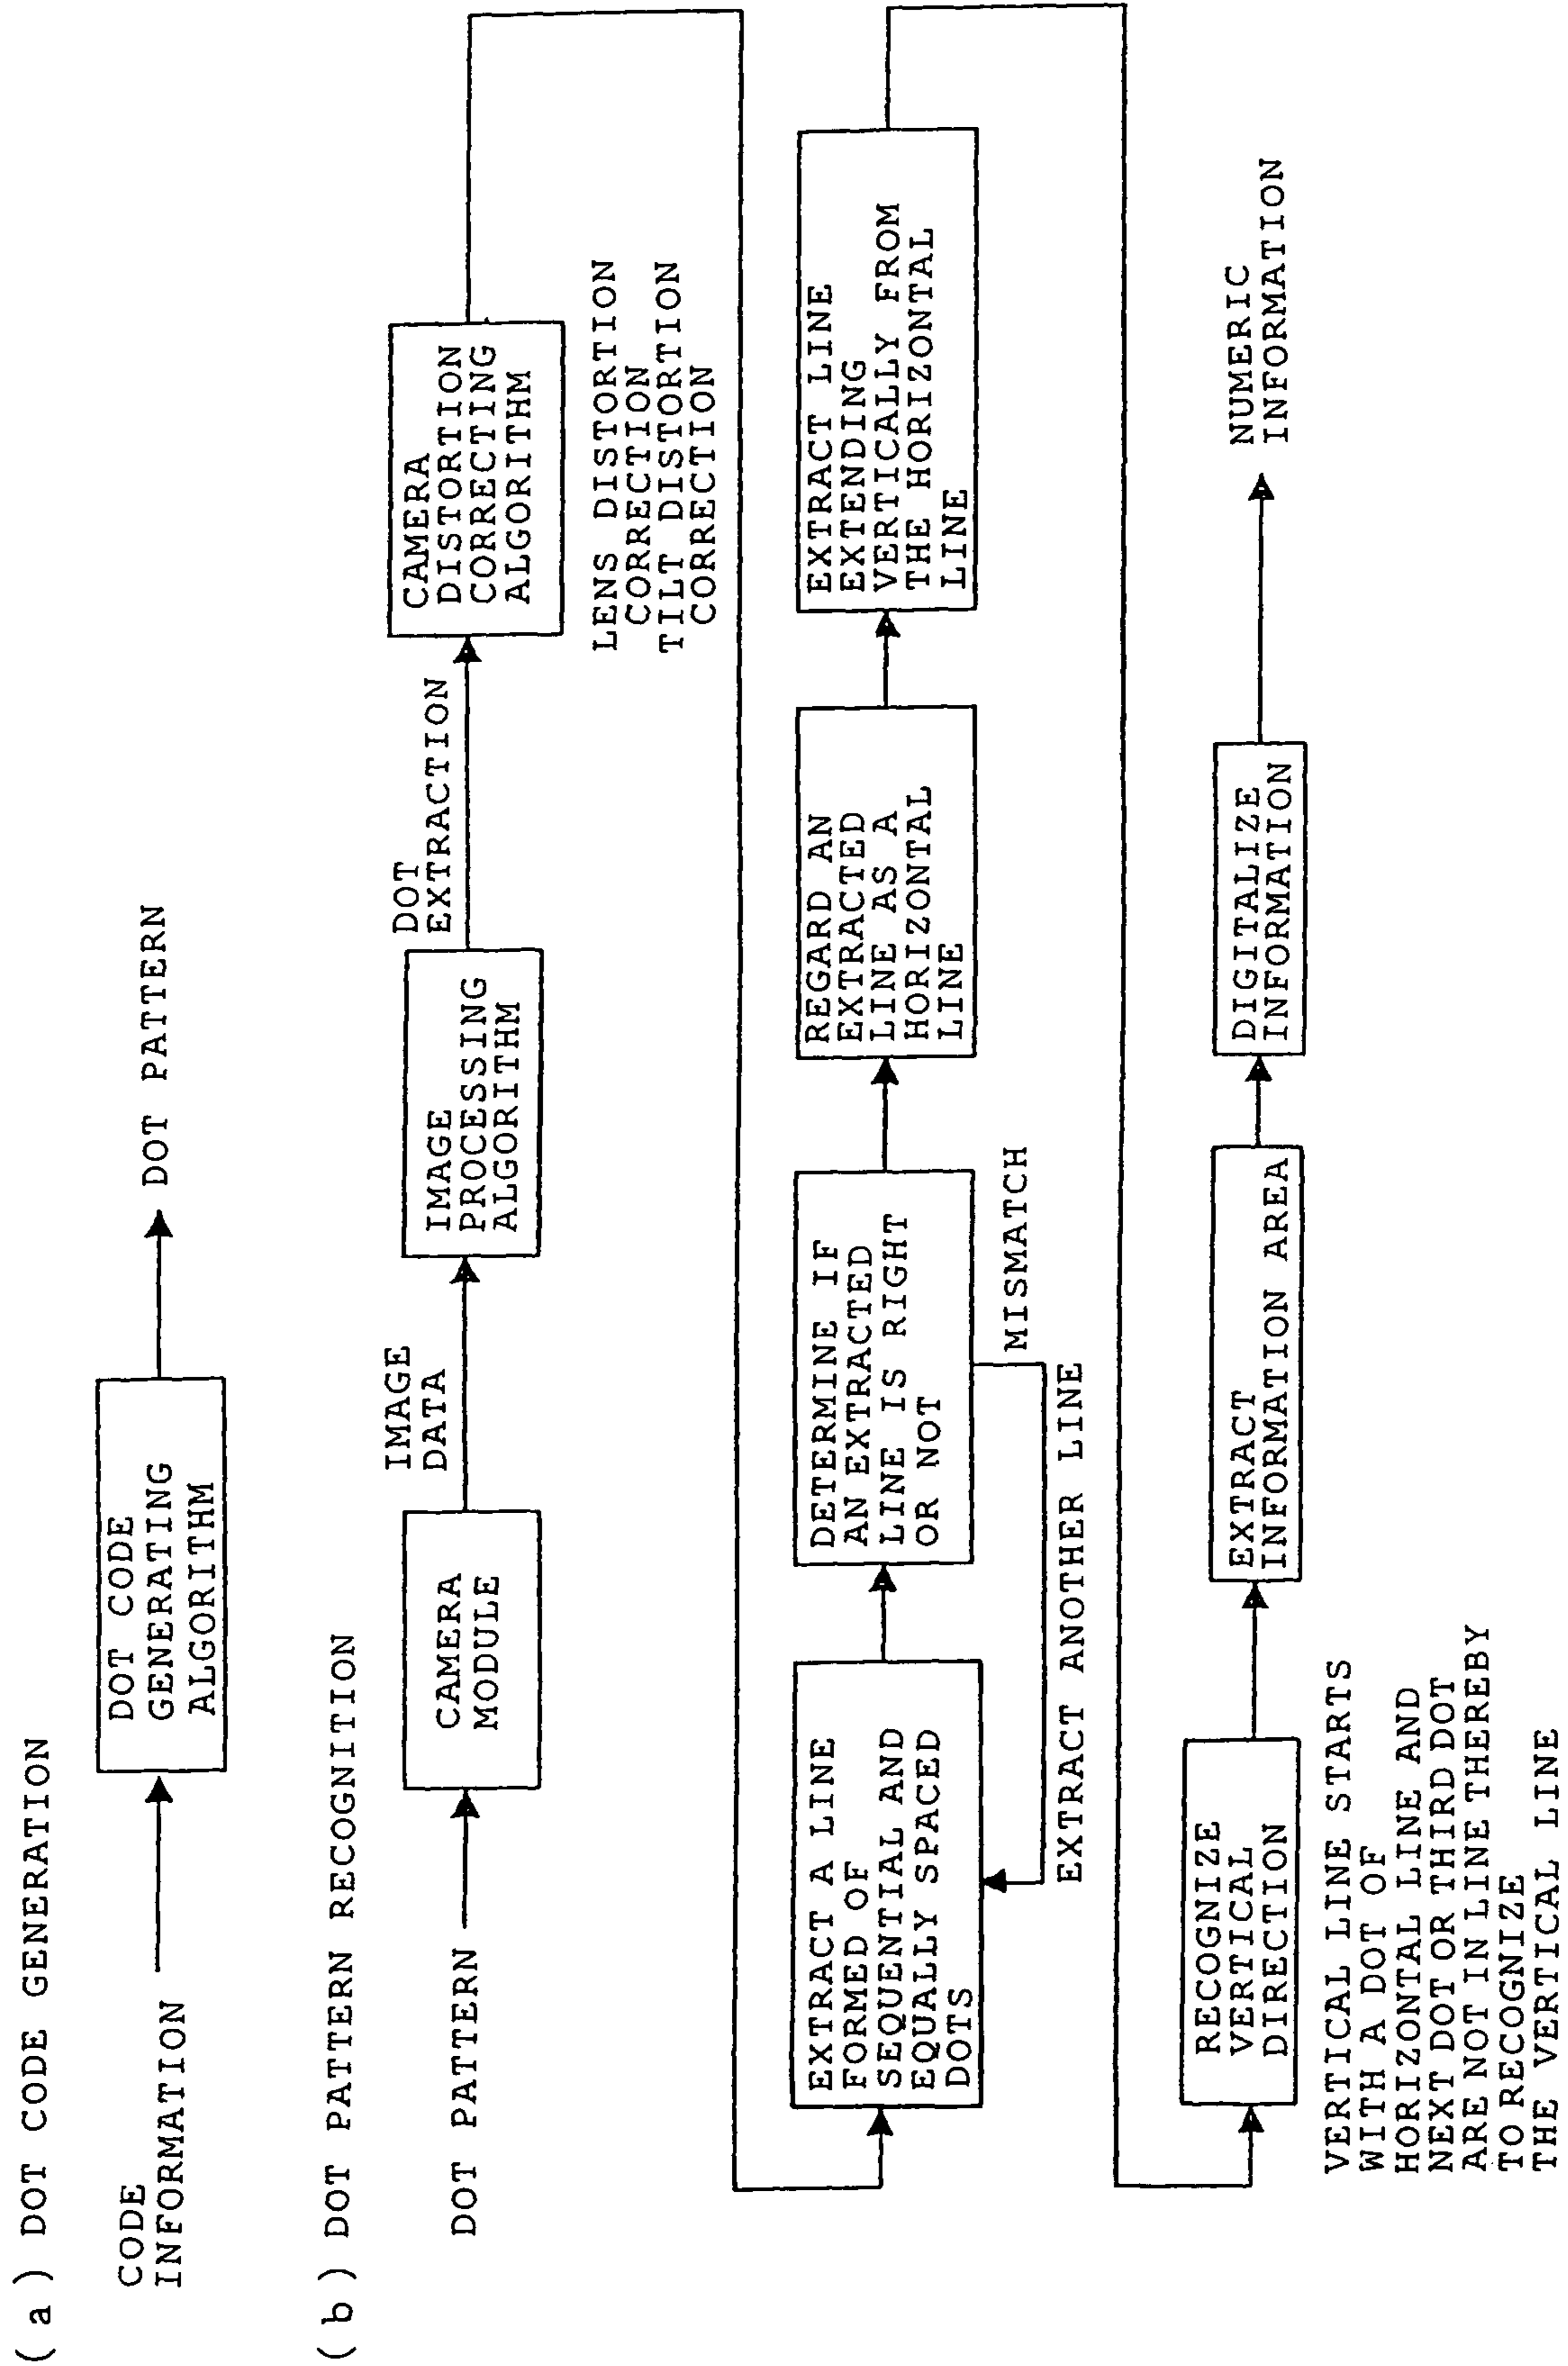 (a) DOT CODE GENERATION
CODE
INFORMATION
DOT CODE
GENERATING
ALGORITHM
DOT PATTERN
(b) DOT PATTERN RECOGNITION
DOT PATTERN
CAMERA
MODULE
IMAGE
DATA
IMAGE
PROCESSING
ALGORITHM
DOT
EXTRACTION
CAMERA
DISTORTION
CORRECTING
ALGORITHM
LENS DISTORTION
CORRECTION
TILT DISTORTION
CORRECTION
EXTRACT A LINE
FORMED OF
SEQUENTIAL AND
EQUALLY SPACED
DOTS
DETERMINE IF
AN EXTRACTED
LINE IS RIGHT
OR NOT
MISMATCH
EXTRACT ANOTHER LINE
REGARD AN
EXTRACTED
LINE AS A
HORIZONTAL
LINE
EXTRACT LINE
EXTENDING
VERTICALLY FROM
THE HORIZONTAL
LINE
RECOGNIZE
VERTICAL
DIRECTION
VERTICAL LINE STARTS
WITH A DOT OF
HORIZONTAL LINE AND
NEXT DOT OR THIRD DOT
ARE NOT IN LINE THEREBY
TO RECOGNIZE
THE VERTICAL LINE
EXTRACT
INFORMATION AREA
DIGITALIZE
INFORMATION
NUMERIC
INFORMATION